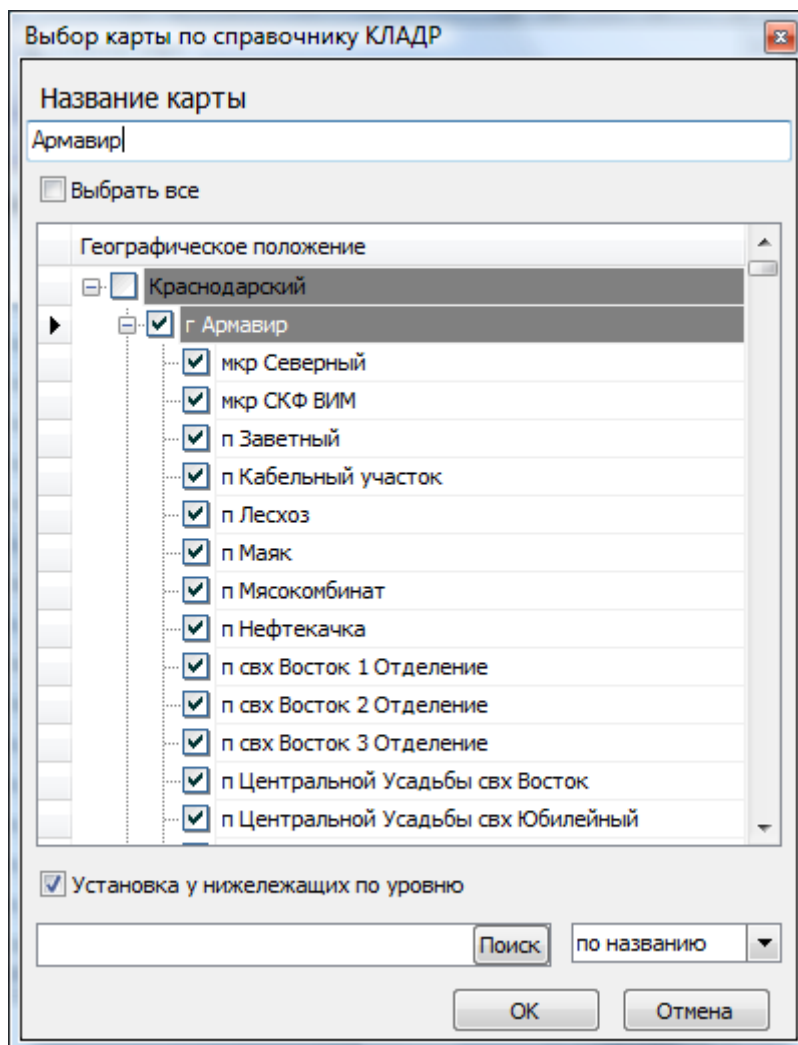 Выбор карты по справочнику КЛАДР
Название карты
Армавир
Выбрать все
Географическое положение
Краснодарский
г Армавир
мкр Северный
мкр СКФ ВИМ
п Заветный
п Кабельный участок
п Лесхоз
п Маяк
п Мясокомбинат
п Нефтекачка
п свх Восток 1 Отделение
п свх Восток 2 Отделение
п свх Восток 3 Отделение
п Центральной Усадьбы свх Восток
п Центральной Усадьбы свх Юбилейный
Установка у нижележащих по уровню
Поиск по названию
ОК Отмена